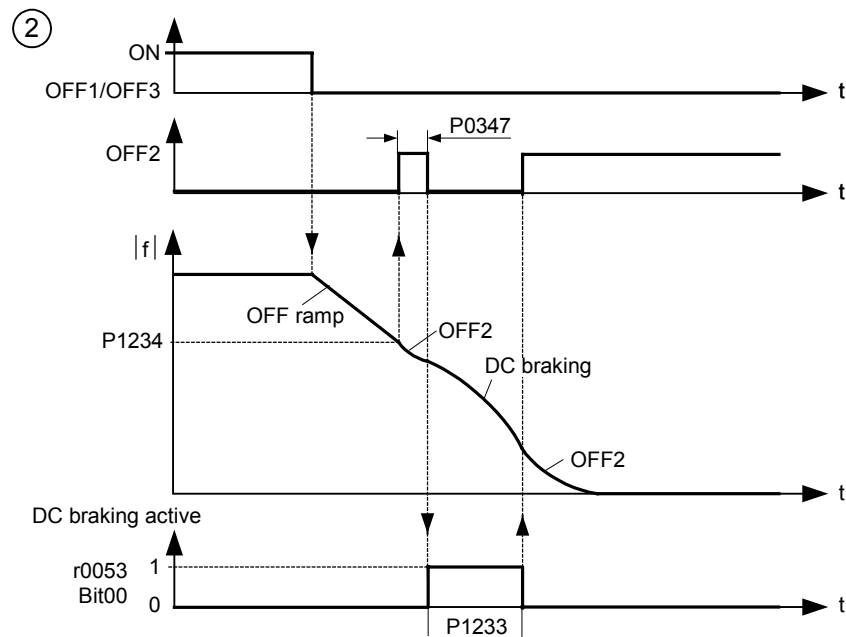 2
ON
OFF1/OFF3
t
P0347
OFF2
t
|f|
OFF ramp
P1234
OFF2
DC braking
OFF2
t
DC braking active
r0053 1
Bit00
0
t
P1233